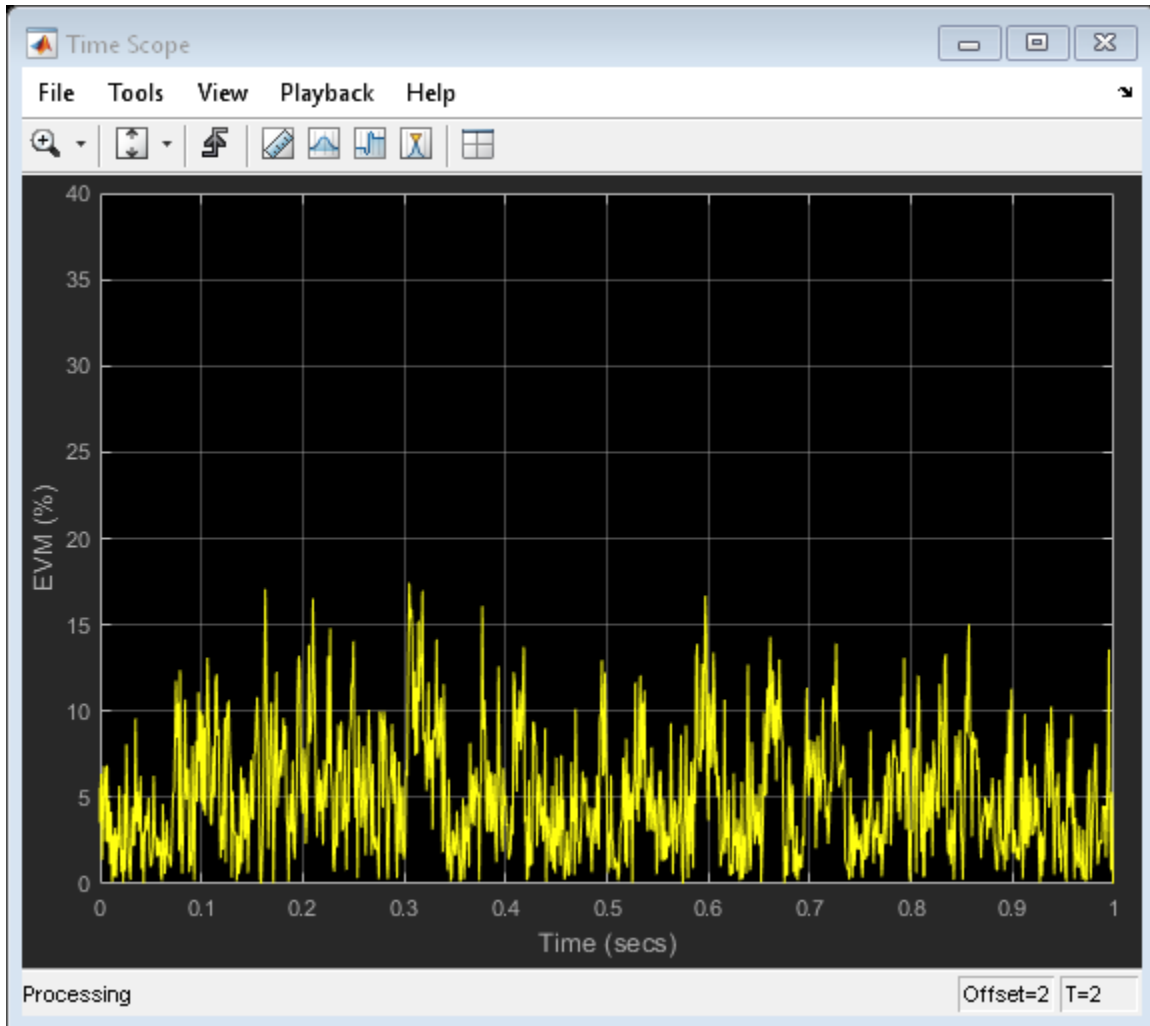 Time Scope
File Tools View Playback Help
40
35
30
25
20
15
10
5
0
EVM (%)
0 0.1 0.2 0.3 0.4 0.5 0.6 0.7 0.8 0.9 1
Time (secs)
Processing Offset=2 T=2